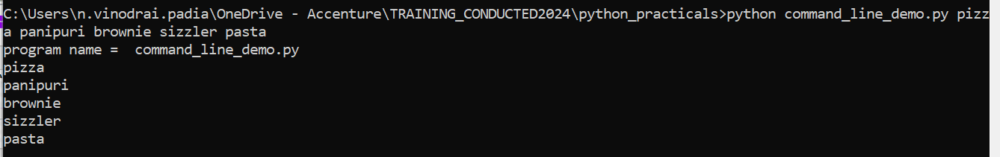 C:\Users\n.vinodrai.padia\OneDrive - Accenture\TRAINING_CONDUCTED2024\python_practicals>python command_line_demo.py pizz
a panipuri brownie sizzler pasta
program name =  command_line_demo.py
pizza
panipuri
brownie
sizzler
pasta